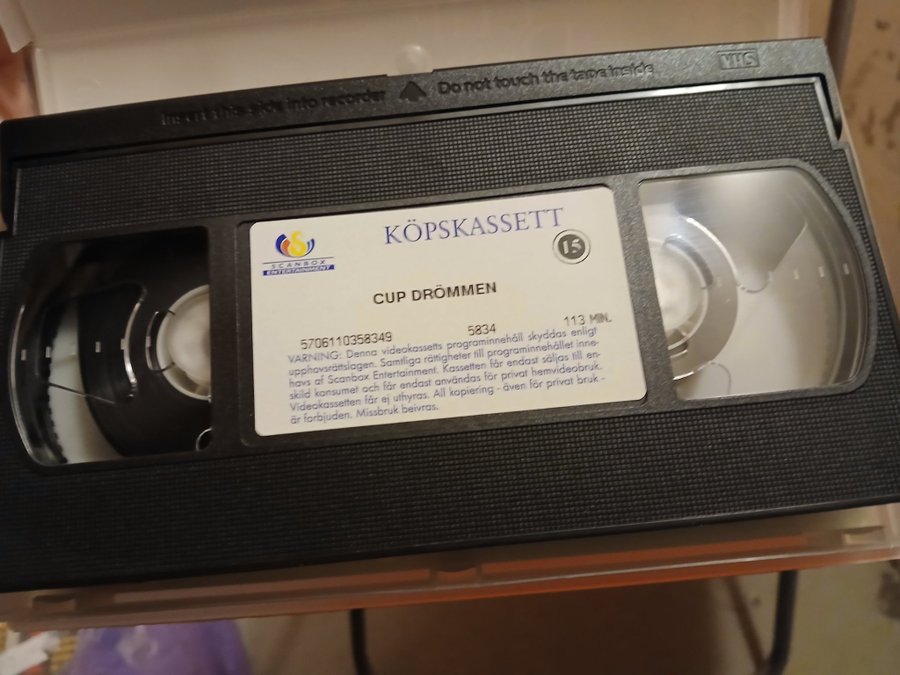 Insert this side into recorder
Do not touch the tape inside
VHS
SCANBOX
ENTERTAINMENT
KÖPSKASSETT
15
CUP DRÖMMEN
5706110358349 5834 113 MIN.
VARNING: Denna videokassetts programinnehåll skyddas enligt
upphovsrättslagen. Samtliga rättigheter till programinnehållet inne-
havs av Scanbox Entertainment. Kassetten får endast säljas till en-
skild konsumet och får endast användas för privat hemvideobruk.
Videokassetten får ej uthyras. All kopiering - även för privat bruk -
är förbjuden. Missbruk beivras.